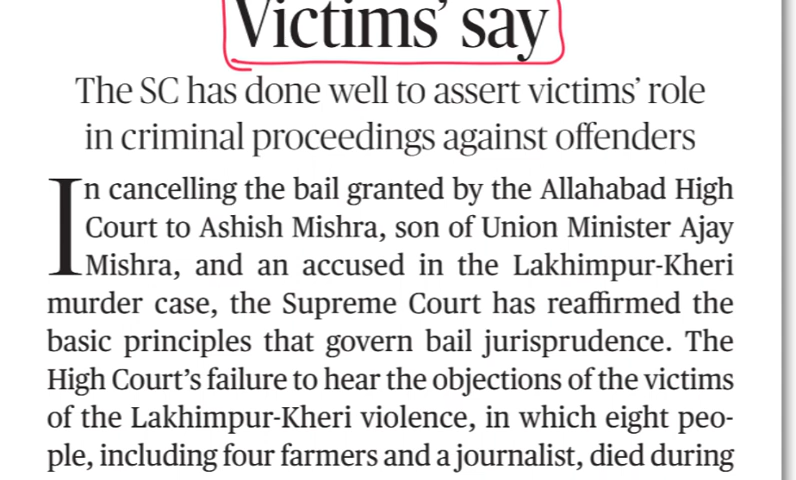 Victims' say
The SC has done well to assert victims' role
in criminal proceedings against offenders
In cancelling the bail granted by the Allahabad High
Court to Ashish Mishra, son of Union Minister Ajay
Mishra, and an accused in the Lakhimpur-Kheri
murder case, the Supreme Court has reaffirmed the
basic principles that govern bail jurisprudence. The
High Court's failure to hear the objections of the victims
of the Lakhimpur-Kheri violence, in which eight peo-
ple, including four farmers and a journalist, died during